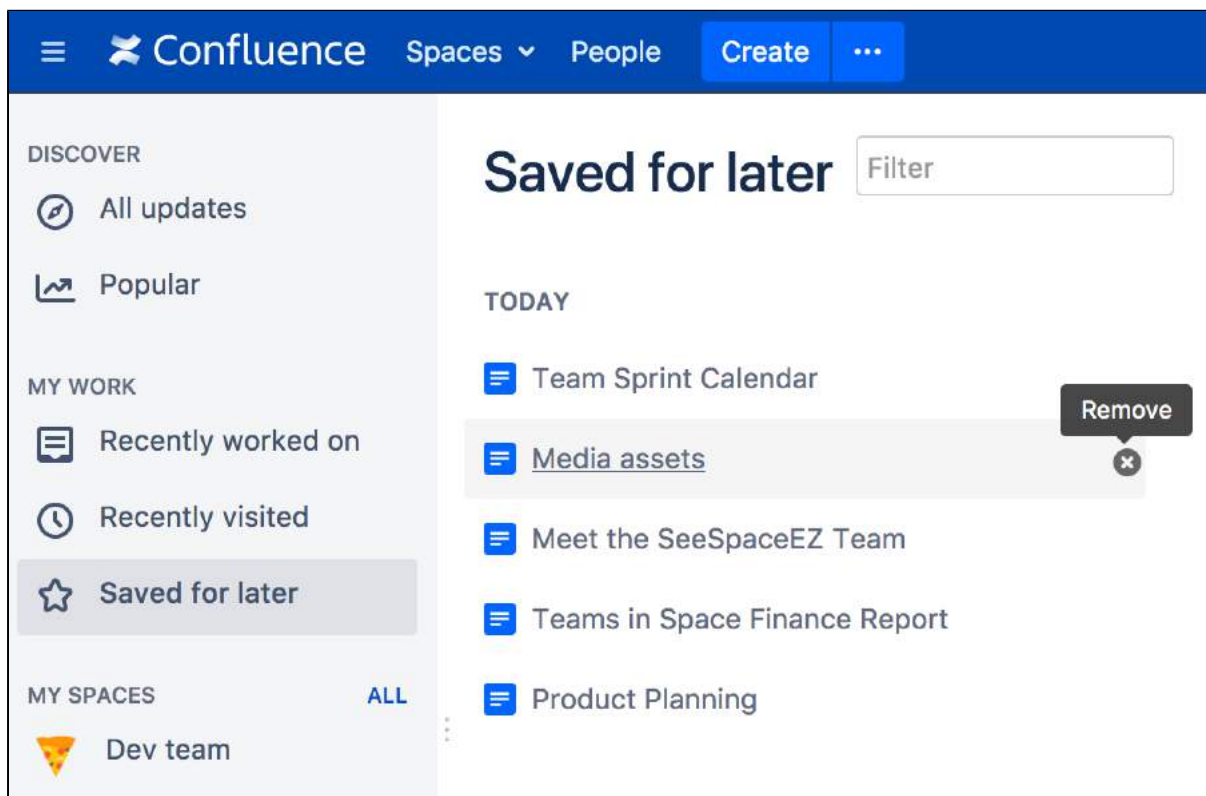 Confluence Spaces People Create
DISCOVER
All updates
Popular
MY WORK
Recently worked on
Recently visited
Saved for later
MY SPACES ALL
Dev team
Saved for later Filter
TODAY
Team Sprint Calendar
Remove
Media assets
Meet the SeeSpaceEZ Team
Teams in Space Finance Report
Product Planning